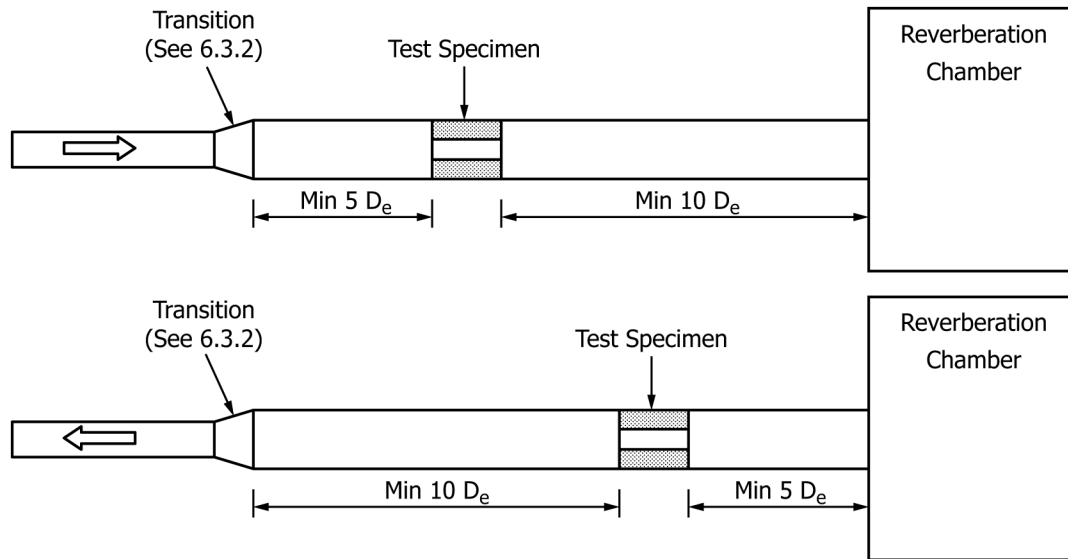 Transition
(See 6.3.2)
Test Specimen
Reverberation
Chamber
Min 5 De
Min 10 De
Transition
(See 6.3.2)
Test Specimen
Reverberation
Chamber
Min 10 De
Min 5 De